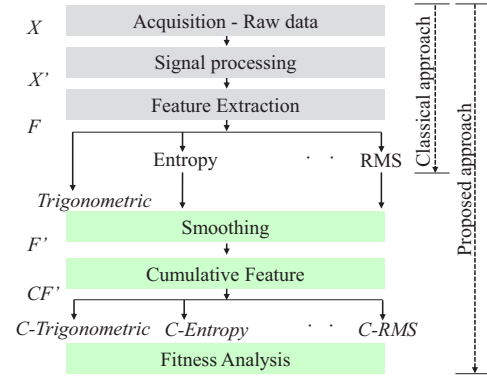 X
Acquisition - Raw data
X'
Signal processing
F
Feature Extraction
Entropy . . RMS
Trigonometric
Smoothing
F'
Cumulative Feature
CF'
C-Trigonometric C-Entropy . . C-RMS
Fitness Analysis
Classical approach
Proposed approach